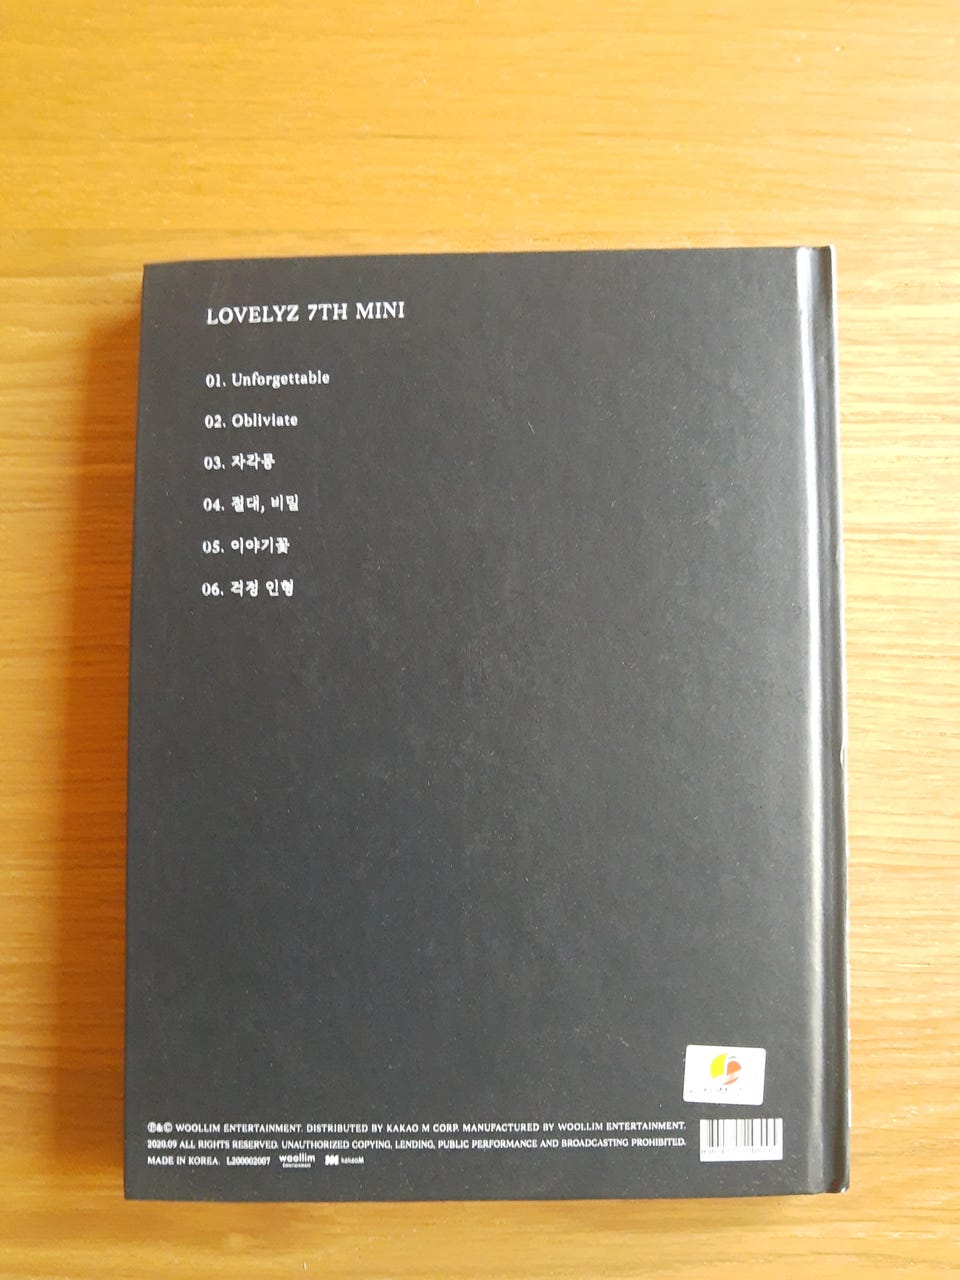 LOVELYZ 7TH MINI
01. Unforgettable
02. Obliviate
03. 자각몽
04. 절대, 비밀
05. 이야기꽃
06. 걱정 인형
℗&© WOOLLIM ENTERTAINMENT. DISTRIBUTED BY KAKAO M CORP. MANUFACTURED BY WOOLLIM ENTERTAINMENT.
2020.09 ALL RIGHTS RESERVED. UNAUTHORIZED COPYING, LENDING, PUBLIC PERFORMANCE AND BROADCASTING PROHIBITED.
MADE IN KOREA. L200002007 woollim ENTERTAINMENT kakaoM